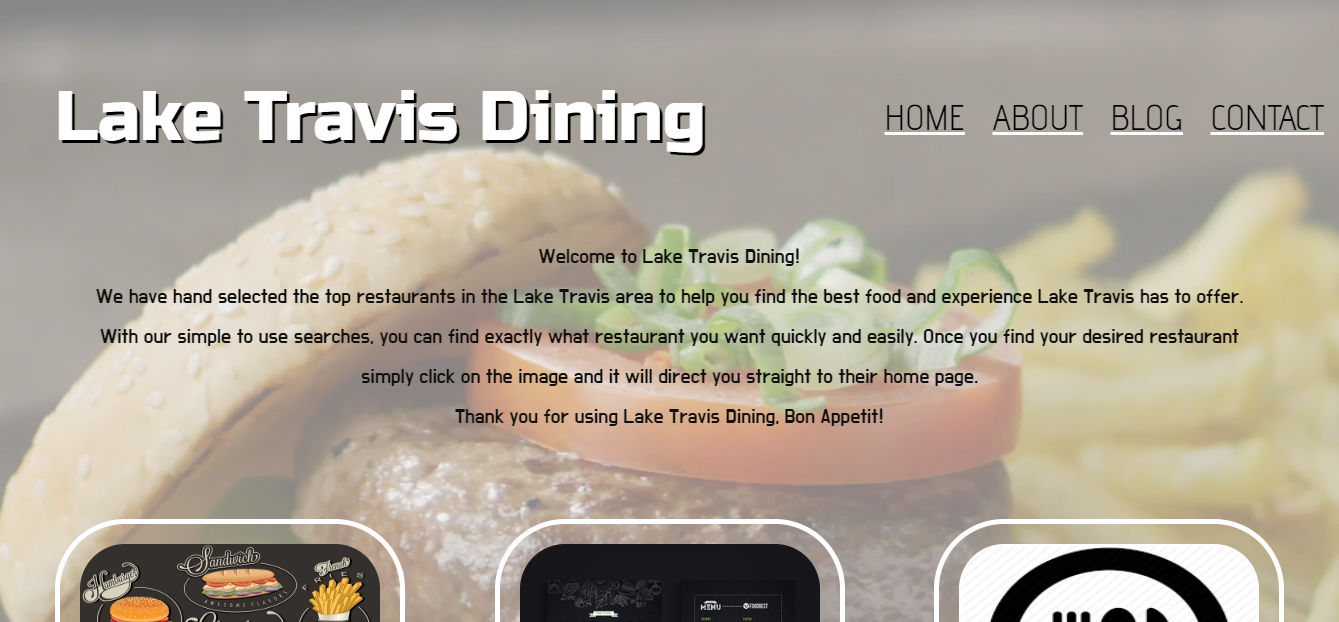 Lake Travis Dining
HOME ABOUT BLOG CONTACT
Welcome to Lake Travis Dining!
We have hand selected the top restaurants in the Lake Travis area to help you find the best food and experience Lake Travis has to offer.
With our simple to use searches, you can find exactly what restaurant you want quickly and easily. Once you find your desired restaurant
simply click on the image and it will direct you straight to their home page.
Thank you for using Lake Travis Dining, Bon Appetit!
Sandwich
AWESOME FLAVORS
Hamburger
French
FRIES
MENU
FOODREST